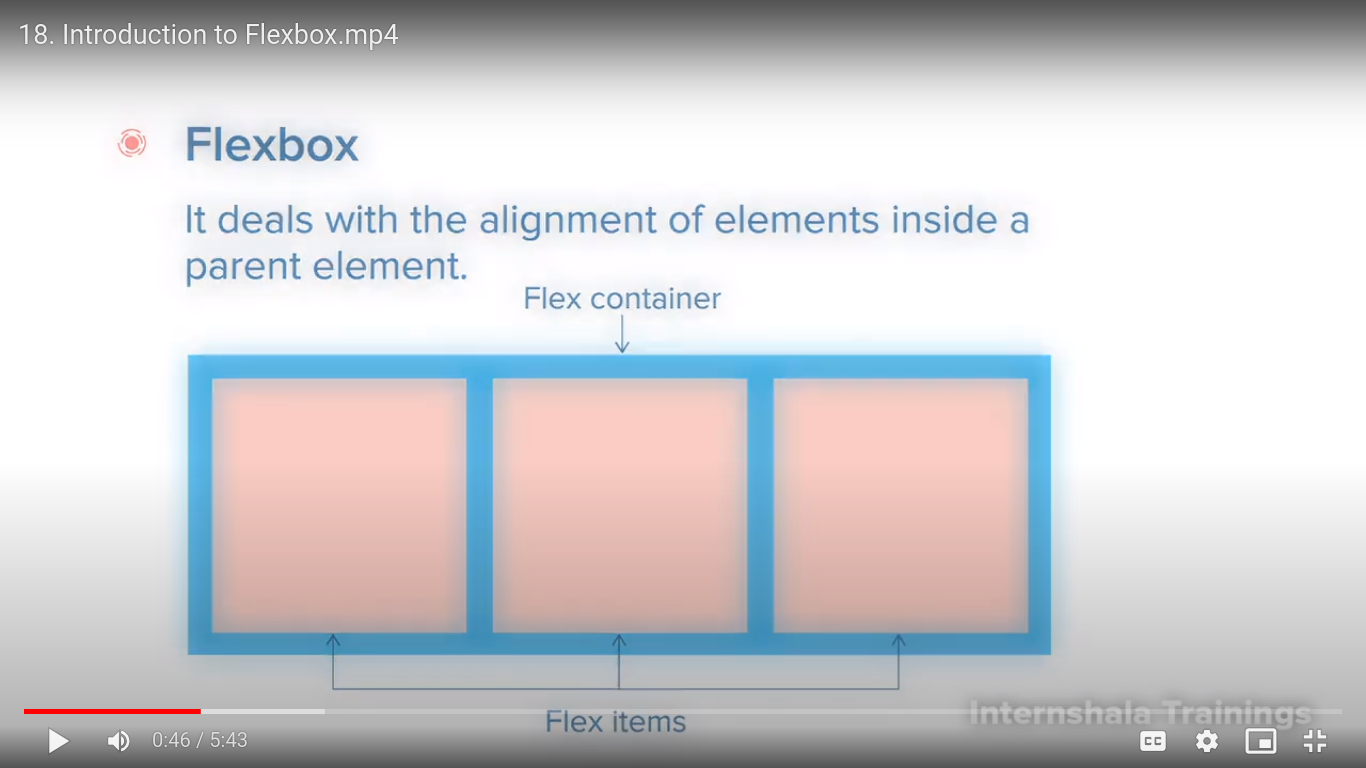 18. Introduction to Flexbox.mp4
Flexbox
It deals with the alignment of elements inside a
parent element.
Flex container
Flex items
Internshala Trainings
0:46 / 5:43
CC